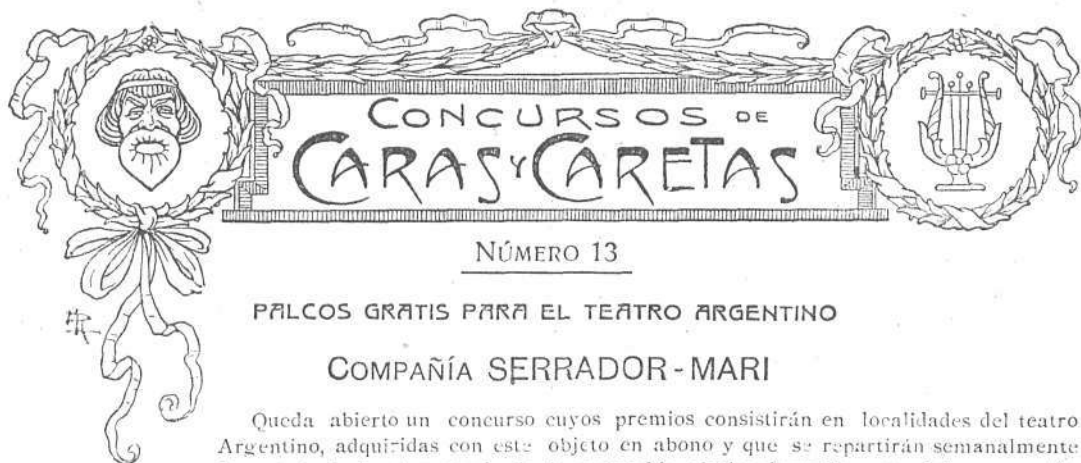 CONCURSOS DE
CARAS Y CARETAS
NÚMERO 13
PALCOS GRATIS PARA EL TEATRO ARGENTINO
COMPAÑÍA SERRADOR-MARI
Queda abierto un concurso cuyos premios consistirán en localidades del teatro
Argentino, adquiridas con este objeto en abono y que se repartirán semanalmente